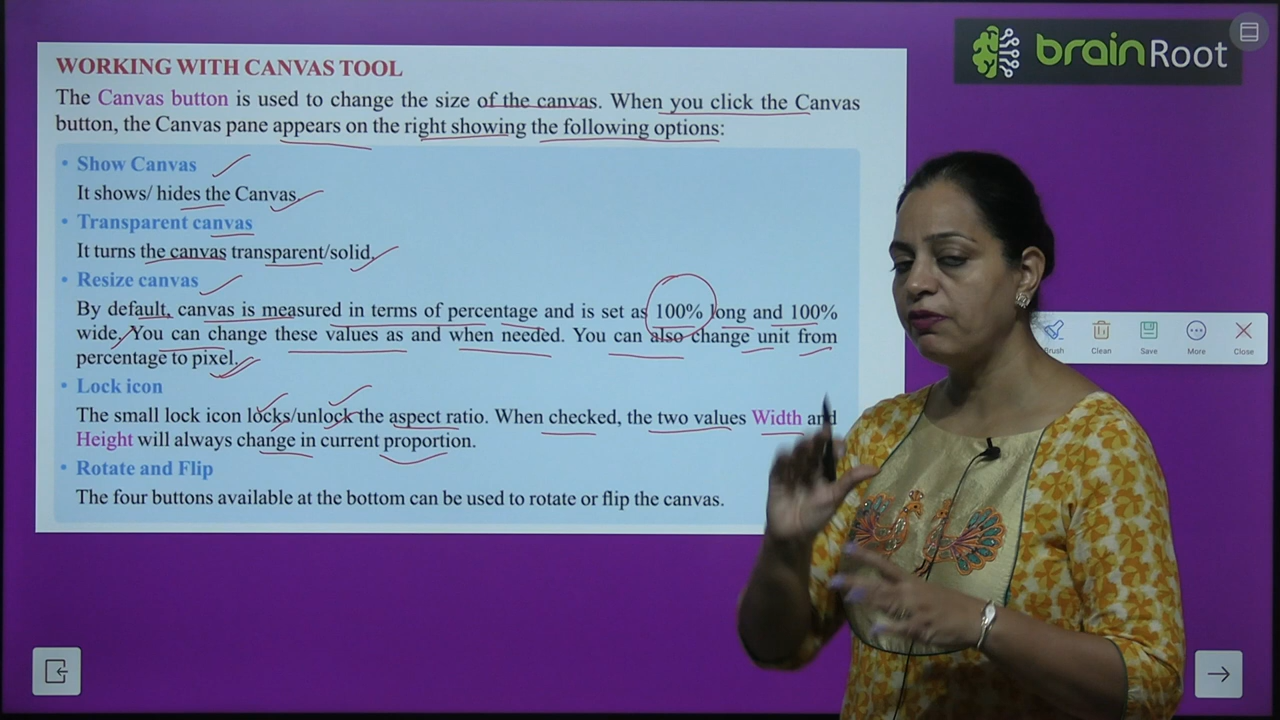 brainRoot
WORKING WITH CANVAS TOOL
The Canvas button is used to change the size of the canvas. When you click the Canvas
button, the Canvas pane appears on the right showing the following options:
• Show Canvas
It shows/ hides the Canvas.
• Transparent canvas
It turns the canvas transparent/solid.
• Resize canvas
By default, canvas is measured in terms of percentage and is set as 100% long and 100%
wide. You can change these values as and when needed. You can also change unit from
percentage to pixel.
• Lock icon
The small lock icon locks/unlock the aspect ratio. When checked, the two values Width and
Height will always change in current proportion.
• Rotate and Flip
The four buttons available at the bottom can be used to rotate or flip the canvas.
Brush Clean Save More Close